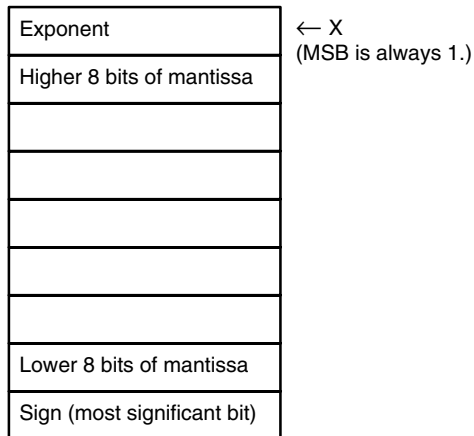 Exponent
← X
(MSB is always 1.)
Higher 8 bits of mantissa
Lower 8 bits of mantissa
Sign (most significant bit)